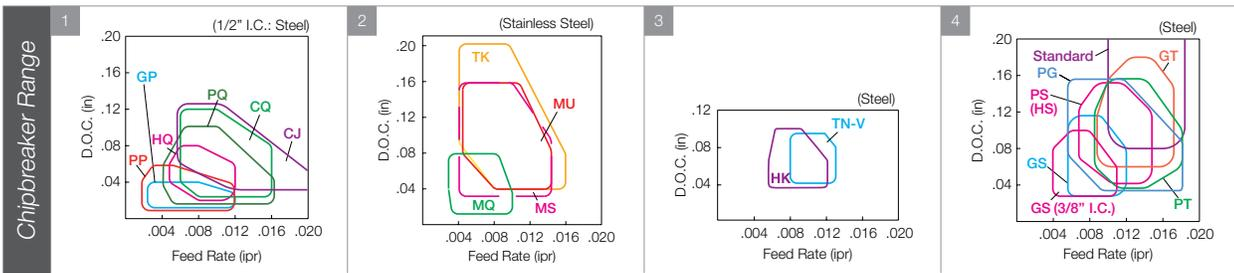 Chipbreaker Range
1
(1/2" I.C.: Steel)
.20
.16
.12
.08
.04
D.O.C. (in)
GP
PQ
CQ
HQ
CJ
PP
.004 .008 .012 .016 .020
Feed Rate (ipr)
2
(Stainless Steel)
.20
.16
.12
.08
.04
D.O.C. (in)
TK
MU
MQ
MS
.004 .008 .012 .016 .020
Feed Rate (ipr)
3
(Steel)
.12
.08
.04
D.O.C. (in)
TN-V
HK
.004 .008 .012 .016 .020
Feed Rate (ipr)
4
(Steel)
.20
.16
.12
.08
.04
D.O.C. (in)
Standard
GT
PG
PS
(HS)
GS
GS (3/8" I.C.)
PT
.004 .008 .012 .016 .020
Feed Rate (ipr)